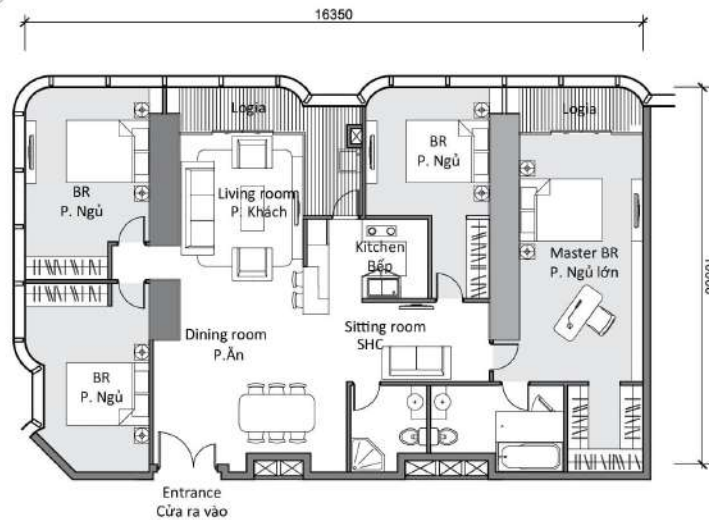 16350
Logia
Logia
BR
P. Ngủ
BR
P. Ngủ
Living room
P. Khách
Kitchen
Bếp
Master BR
P. Ngủ lớn
Dining room
P.Ăn
Sitting room
SHC
BR
P. Ngủ
Entrance
Cửa ra vào